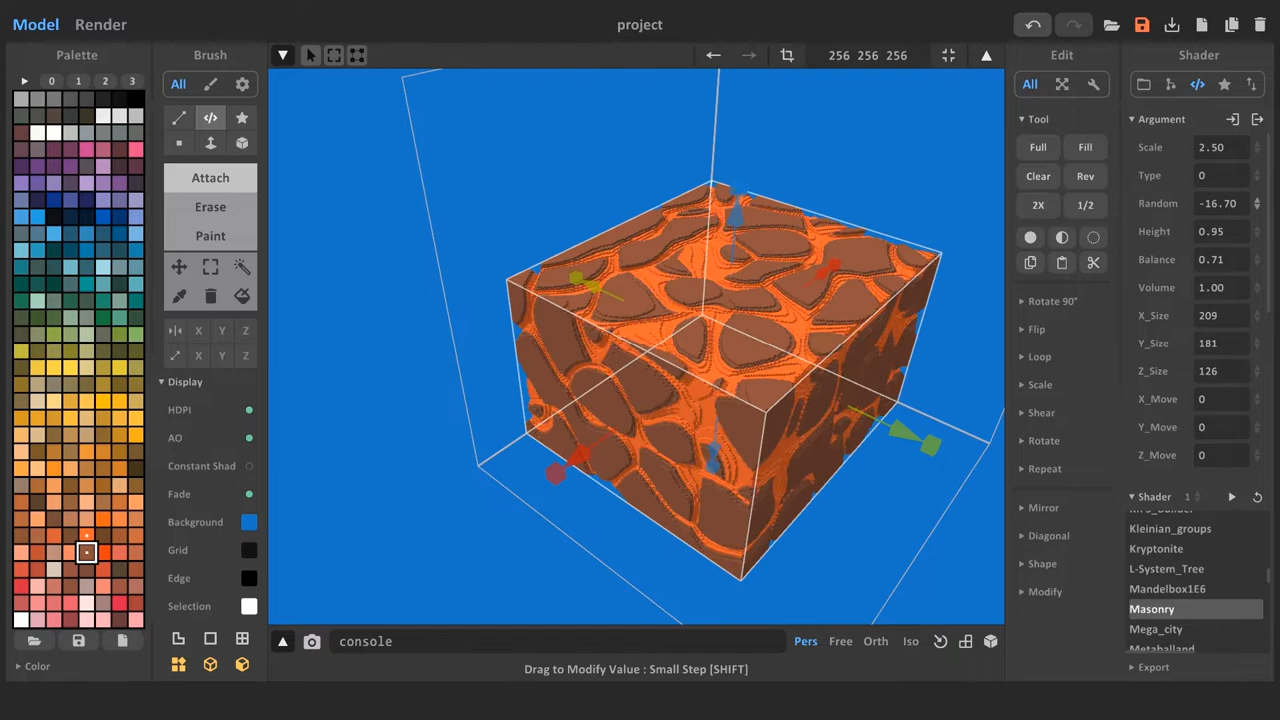 Model Render
project
Palette
0 1 2 3
Color
Brush
All
Attach
Erase
Paint
X Y Z
X Y Z
Display
HDPI
AO
Constant Shad
Fade
Background
Grid
Edge
Selection
256 256 256
console
Pers Free Orth Iso
Drag to Modify Value : Small Step [SHIFT]
Edit
All
Tool
Full Fill
Clear Rev
2X 1/2
Rotate 90°
Flip
Loop
Scale
Shear
Rotate
Repeat
Mirror
Diagonal
Shape
Modify
Shader
Argument
Scale 2.50
Type 0
Random -16.70
Height 0.95
Balance 0.71
Volume 1.00
X_Size 209
Y_Size 181
Z_Size 126
X_Move 0
Y_Move 0
Z_Move 0
Shader 1
Kleinian_groups
Kryptonite
L-System_Tree
Mandelbox1E6
Masonry
Mega_city
Export